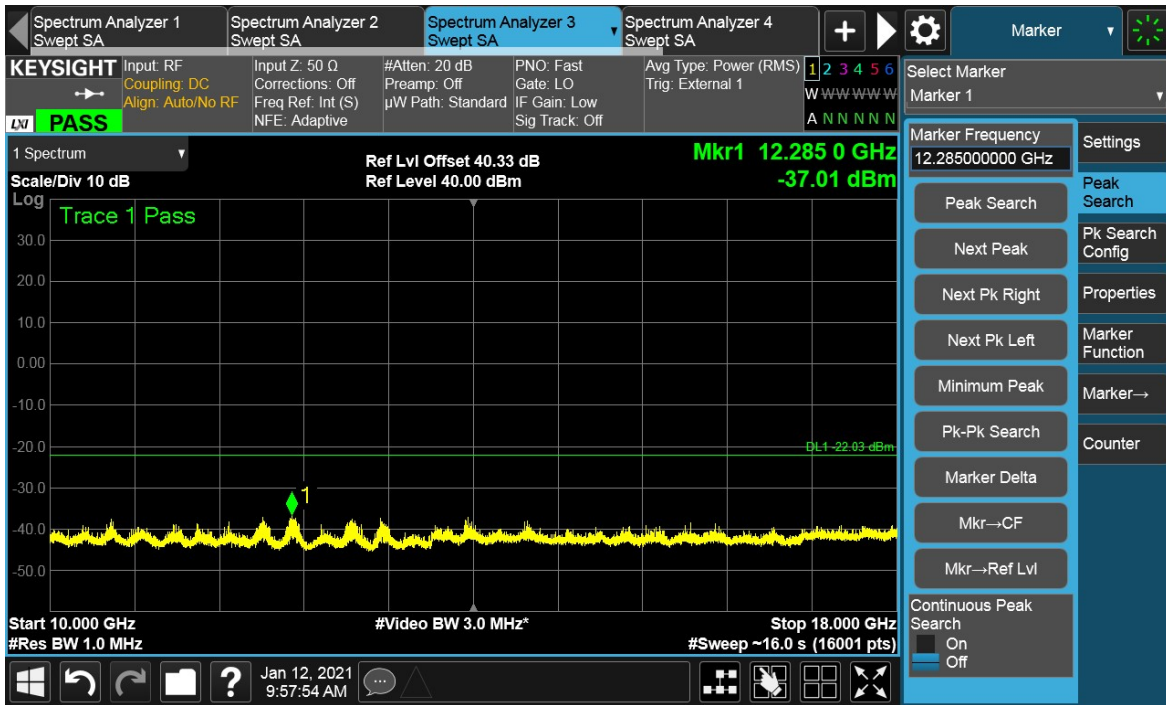 Spectrum Analyzer 1
Swept SA
Spectrum Analyzer 2
Swept SA
Spectrum Analyzer 3
Swept SA
Spectrum Analyzer 4
Swept SA
+
Marker
KEYSIGHT
LXI PASS
Input: RF
Coupling: DC
Align: Auto/No RF
Input Z: 50 Ω
Corrections: Off
Freq Ref: Int (S)
NFE: Adaptive
#Atten: 20 dB
Preamp: Off
µW Path: Standard
PNO: Fast
Gate: LO
IF Gain: Low
Sig Track: Off
Avg Type: Power (RMS)
Trig: External 1
1 2 3 4 5 6
W W W W W W
A N N N N N
Select Marker
Marker 1
1 Spectrum
Scale/Div 10 dB
Ref Lvl Offset 40.33 dB
Ref Level 40.00 dBm
Mkr1 12.285 0 GHz
-37.01 dBm
Log
Trace 1 Pass
30.0
20.0
10.0
0.00
-10.0
-20.0
DL1 -22.03 dBm
-30.0
1
-40.0
-50.0
Start 10.000 GHz
#Video BW 3.0 MHz*
Stop 18.000 GHz
#Res BW 1.0 MHz
#Sweep ~16.0 s (16001 pts)
Marker Frequency
12.285000000 GHz
Peak Search
Next Peak
Next Pk Right
Next Pk Left
Minimum Peak
Pk-Pk Search
Marker Delta
Mkr→CF
Mkr→Ref Lvl
Continuous Peak
Search
On
Off
Settings
Peak
Search
Pk Search
Config
Properties
Marker
Function
Marker→
Counter
?
Jan 12, 2021
9:57:54 AM